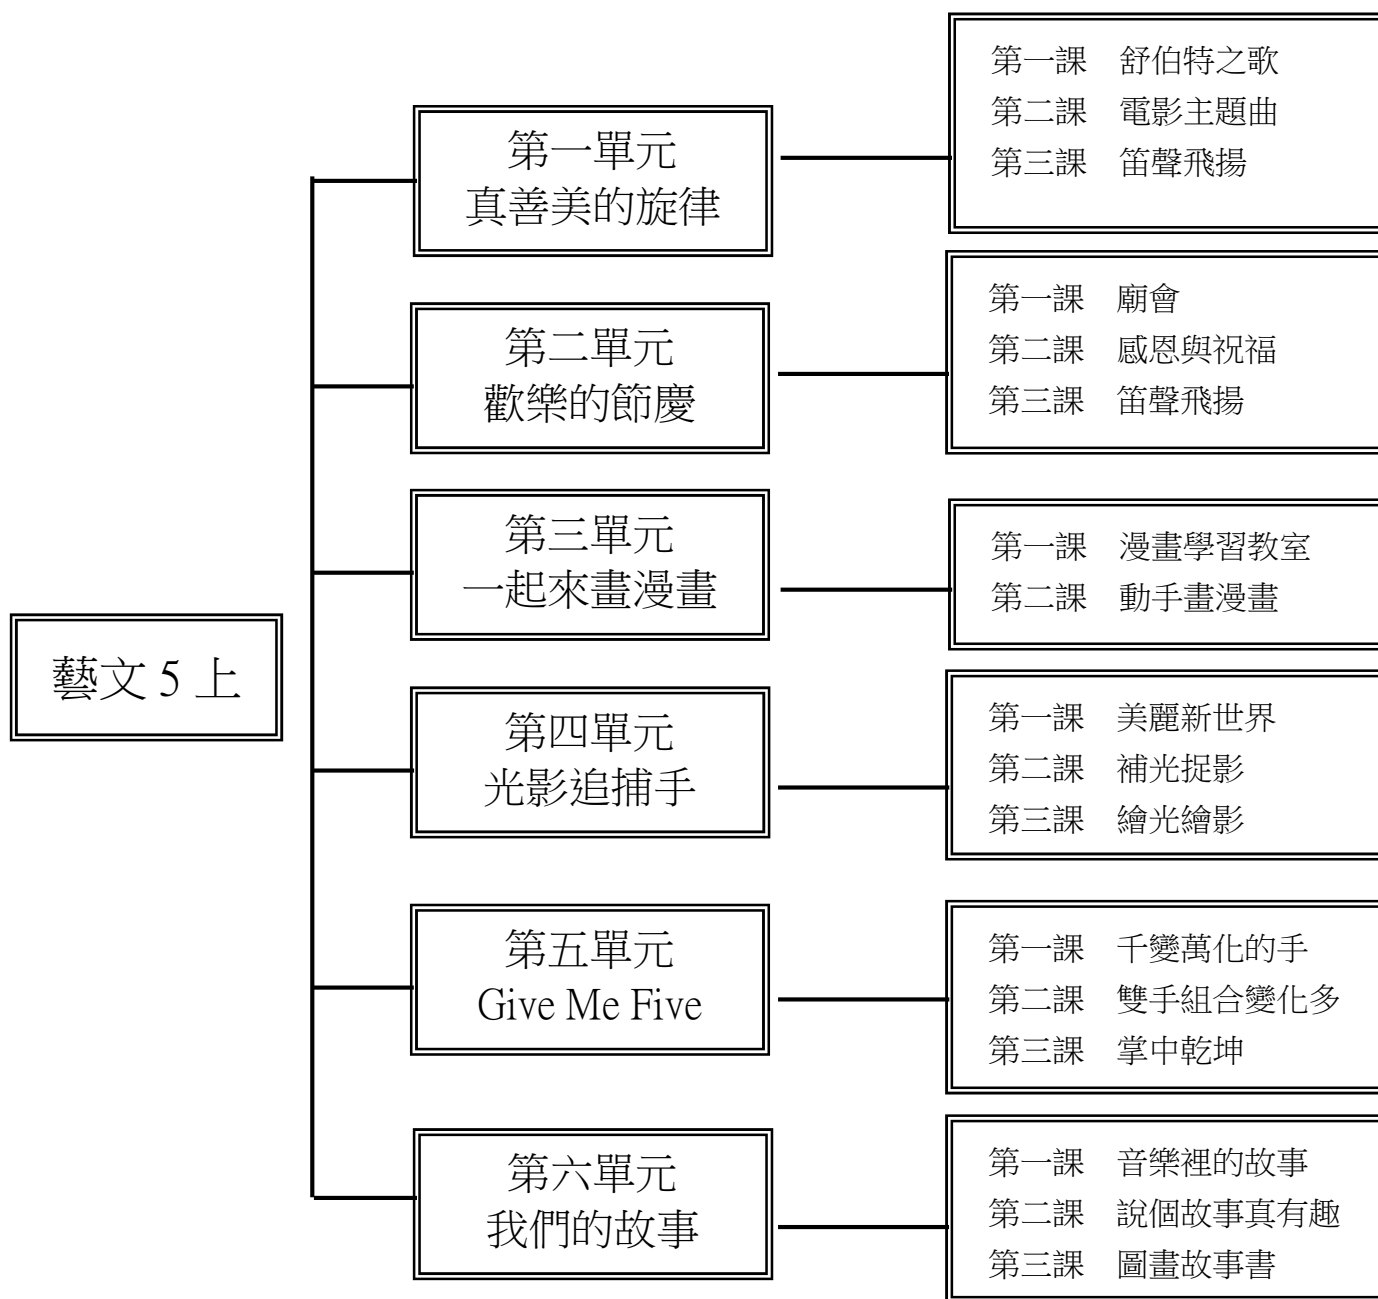 藝文 5 上
第一單元
真善美的旋律
第一課　舒伯特之歌
第二課　電影主題曲
第三課　笛聲飛揚
第二單元
歡樂的節慶
第一課　廟會
第二課　感恩與祝福
第三課　笛聲飛揚
第三單元
一起來畫漫畫
第一課　漫畫學習教室
第二課　動手畫漫畫
第四單元
光影追捕手
第一課　美麗新世界
第二課　補光捉影
第三課　繪光繪影
第五單元
Give Me Five
第一課　千變萬化的手
第二課　雙手組合變化多
第三課　掌中乾坤
第六單元
我們的故事
第一課　音樂裡的故事
第二課　說個故事真有趣
第三課　圖畫故事書